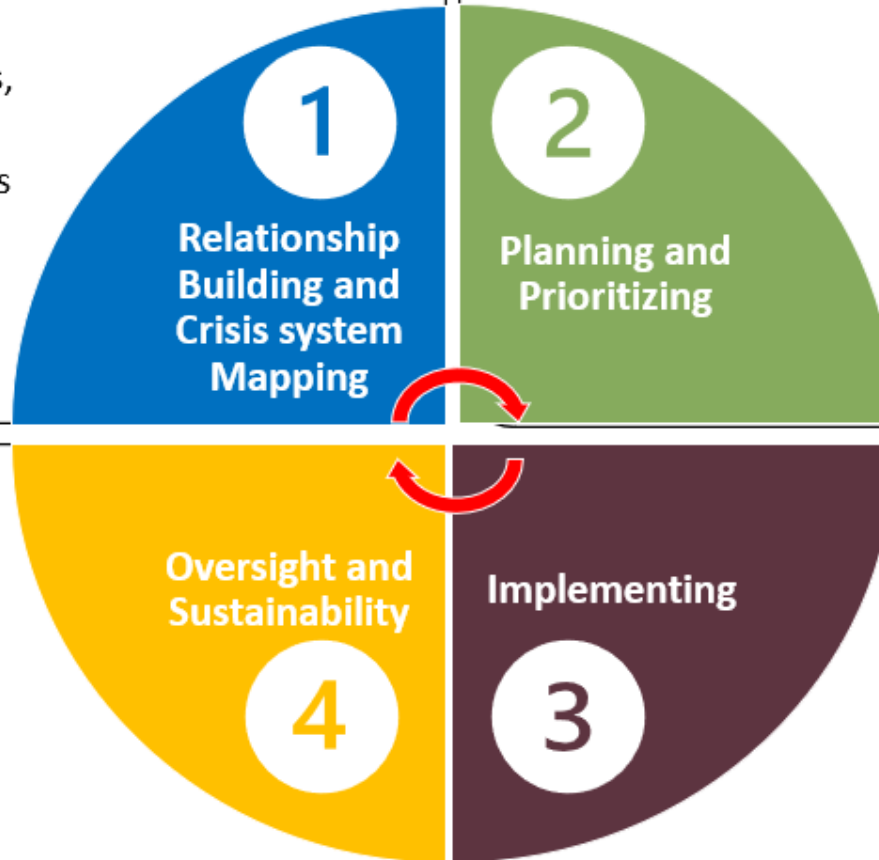 s,
s
1
Relationship
Building and
Crisis system
Mapping
2
Planning and
Prioritizing
Oversight and
Sustainability
4
Implementing
3